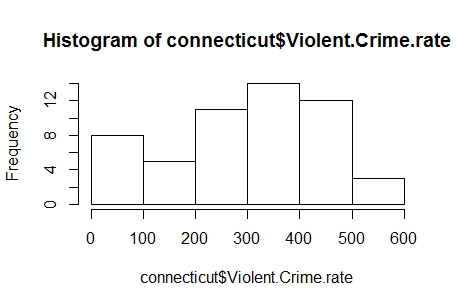 Histogram of connecticut$Violent.Crime.rate
Frequency
12
8
4
0
0 100 200 300 400 500 600
connecticut$Violent.Crime.rate